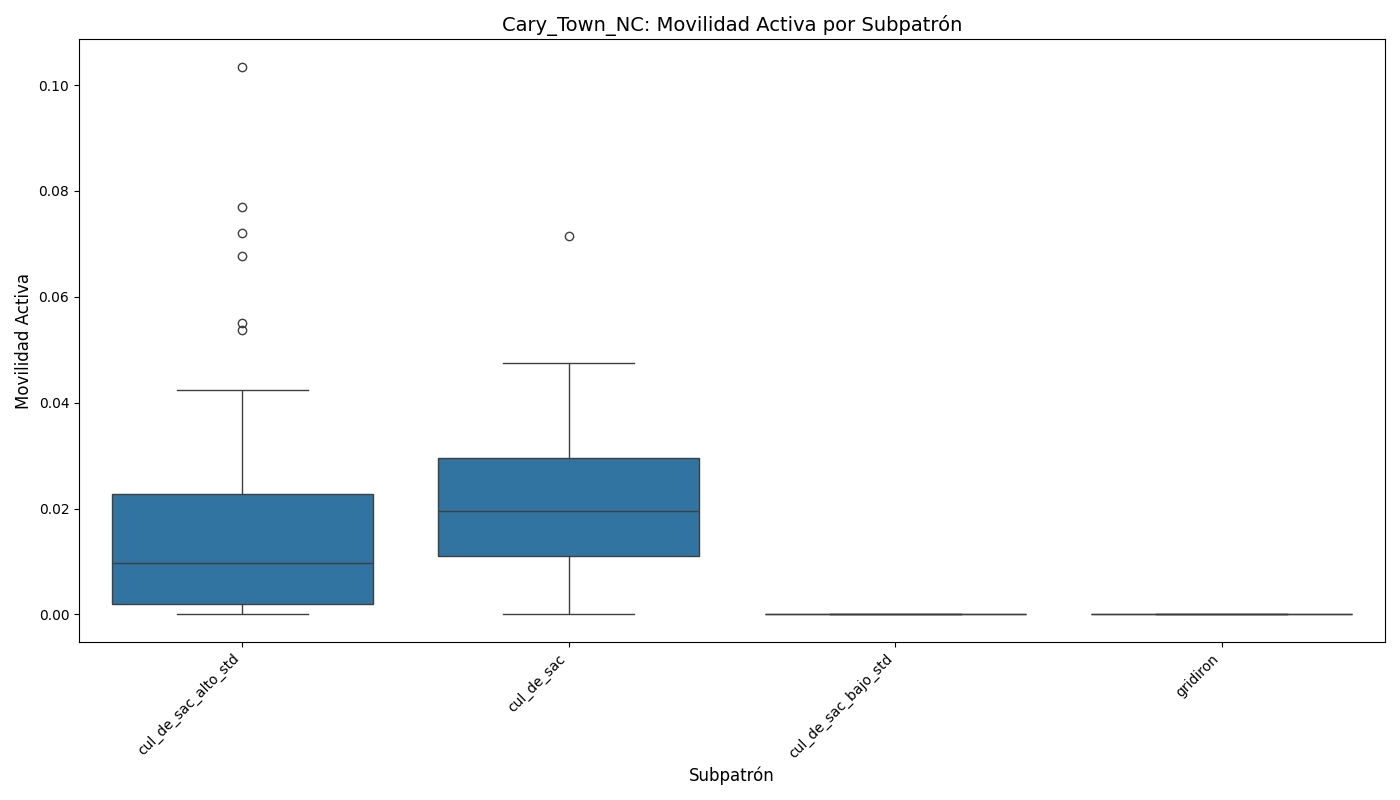 Cary_Town_NC: Movilidad Activa por Subpatrón
Movilidad Activa
0.10
0.08
0.06
0.04
0.02
0.00
cul_de_sac_alto_std
cul_de_sac
cul_de_sac_bajo_std
gridiron
Subpatrón